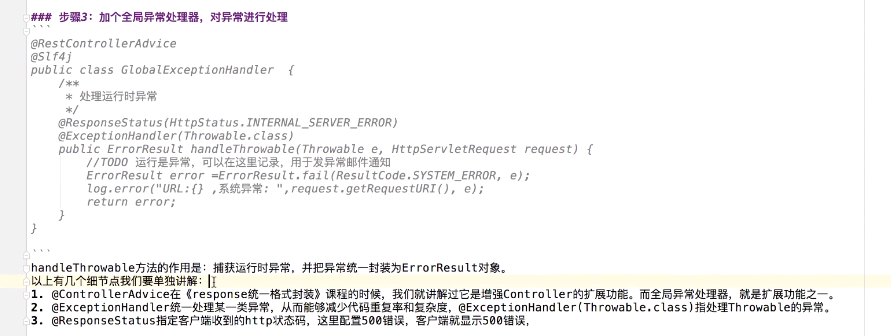 ### 步骤3：加个全局异常处理器，对异常进行处理
```
@RestControllerAdvice
@Slf4j
public class GlobalExceptionHandler  {
/**
* 处理运行时异常
*/
@ResponseStatus(HttpStatus.INTERNAL_SERVER_ERROR)
@ExceptionHandler(Throwable.class)
public ErrorResult handleThrowable(Throwable e, HttpServletRequest request) {
//TODO 运行是异常，可以在这里记录，用于发异常邮件通知
ErrorResult error =ErrorResult.fail(ResultCode.SYSTEM_ERROR, e);
log.error("URL:{} ,系统异常: ",request.getRequestURI(), e);
return error;
}
}
```
handleThrowable方法的作用是：捕获运行时异常，并把异常统一封装为ErrorResult对象。
以上有几个细节点我们要单独讲解：
1. @ControllerAdvice在《response统一格式封装》课程的时候，我们就讲解过它是增强Controller的扩展功能。而全局异常处理器，就是扩展功能之一。
2. @ExceptionHandler统一处理某一类异常，从而能够减少代码重复率和复杂度，@ExceptionHandler(Throwable.class)指处理Throwable的异常。
3. @ResponseStatus指定客户端收到的http状态码，这里配置500错误，客户端就显示500错误，